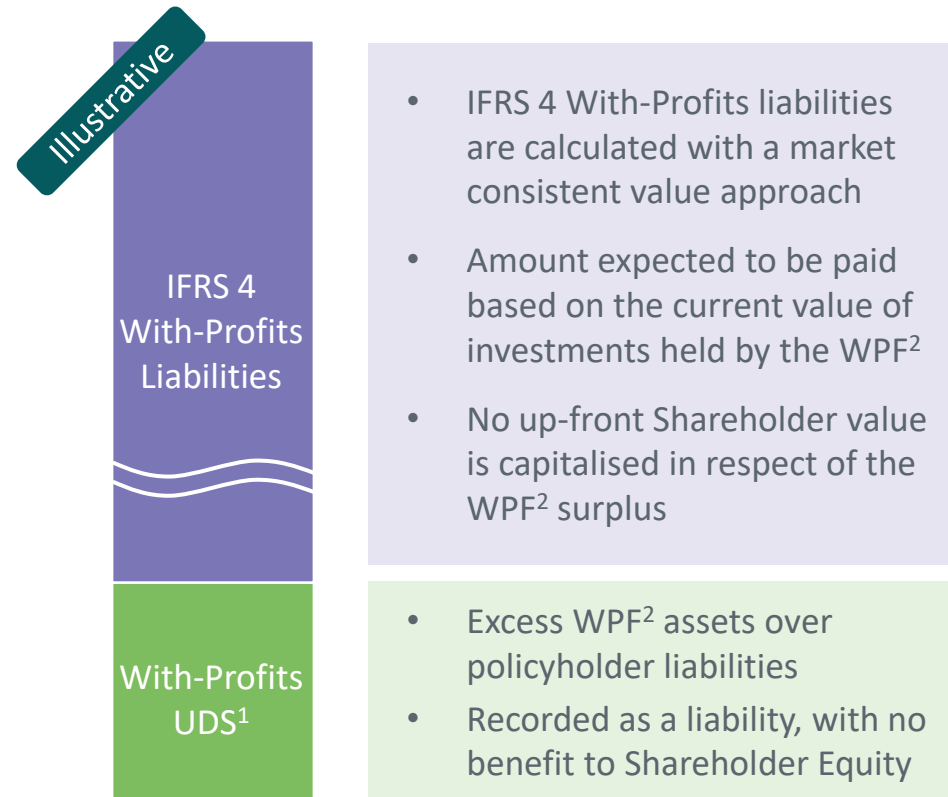 Illustrative
IFRS 4
With-Profits
Liabilities
• IFRS 4 With-Profits liabilities
are calculated with a market
consistent value approach
• Amount expected to be paid
based on the current value of
investments held by the WPF²
• No up-front Shareholder value
is capitalised in respect of the
WPF² surplus
With-Profits
UDS¹
• Excess WPF² assets over
policyholder liabilities
• Recorded as a liability, with no
benefit to Shareholder Equity